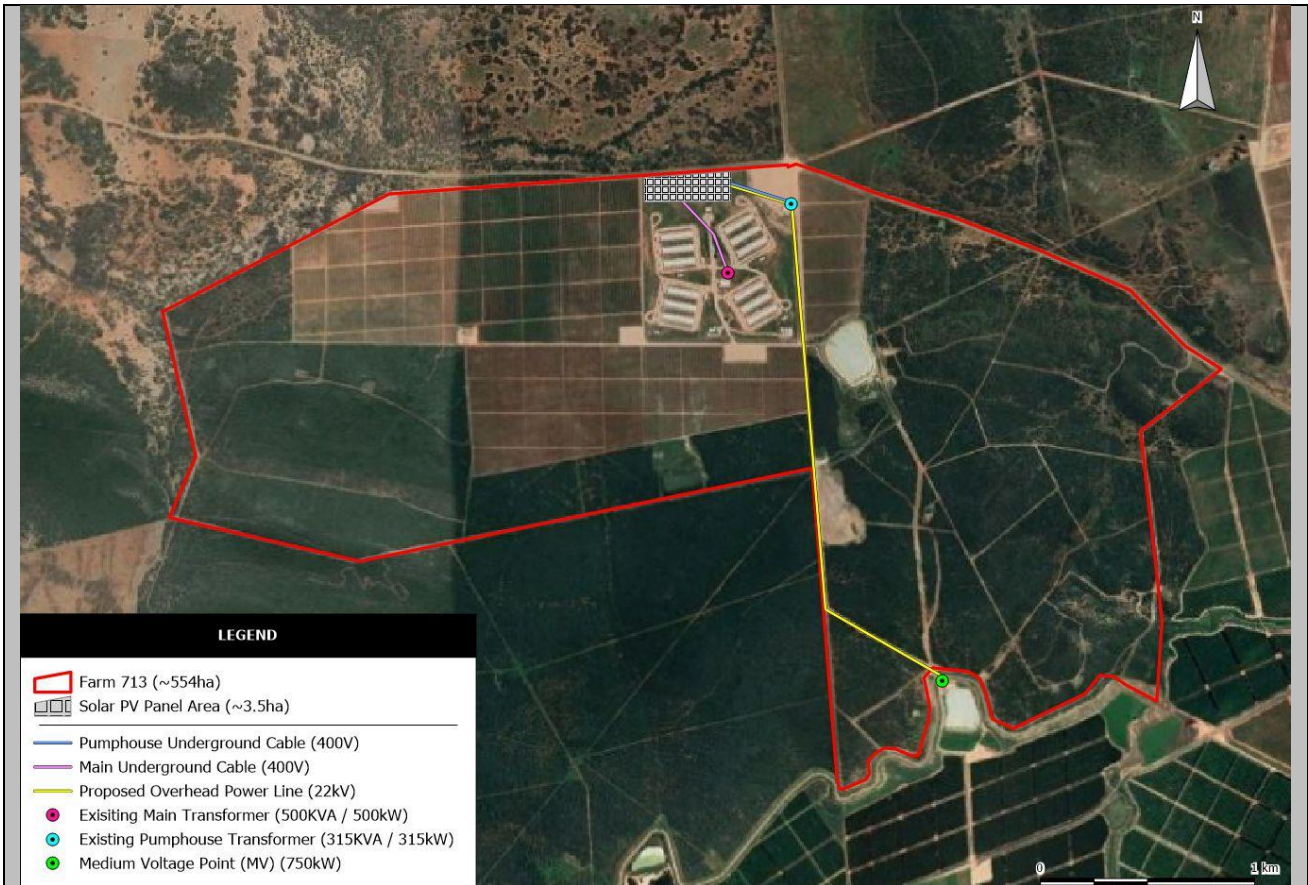 N
LEGEND
Farm 713 (~554ha)
Solar PV Panel Area (~3.5ha)
Pumphouse Underground Cable (400V)
Main Underground Cable (400V)
Proposed Overhead Power Line (22kV)
Exisiting Main Transformer (500KVA / 500kW)
Existing Pumphouse Transformer (315KVA / 315kW)
Medium Voltage Point (MV) (750kW)
0 1 km